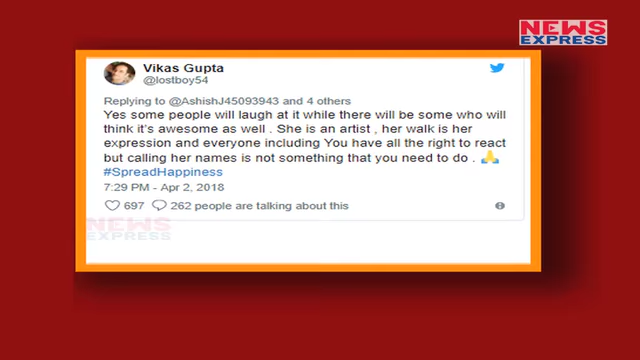 NEWS
EXPRESS
Vikas Gupta
@lostboy54
Replying to @AshishJ45093943 and 4 others
Yes some people will laugh at it while there will be some who will
think it's awesome as well . She is an artist , her walk is her
expression and everyone including You have all the right to react
but calling her names is not something that you need to do . 🙏
#SpreadHappiness
7:29 PM - Apr 2, 2018
697 262 people are talking about this
NEWS
EXPRESS